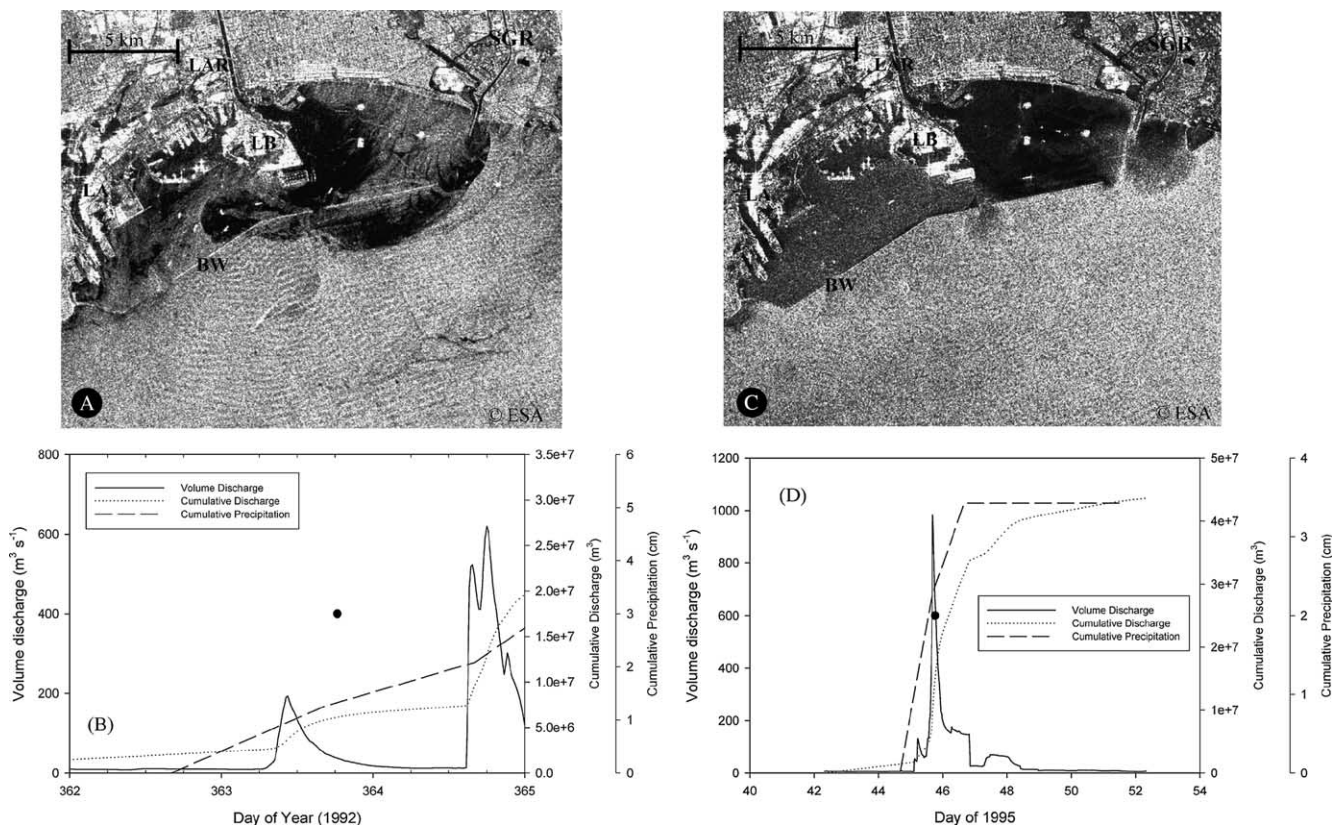 5 km
SGR
LAR
LB
LA
BW
A
© ESA
5 km
SGR
LAR
LB
BW
C
© ESA
800
600
400
200
0
Volume discharge (m³ s⁻¹)
Volume Discharge
Cumulative Discharge
Cumulative Precipitation
(B)
362
363
364
365
Day of Year (1992)
3.5e+7
3.0e+7
2.5e+7
2.0e+7
1.5e+7
1.0e+7
5.0e+6
0.0
Cumulative Discharge (m³)
6
5
4
3
2
1
0
Cumulative Precipitation (cm)
1200
1000
800
600
400
200
0
Volume discharge (m³ s⁻¹)
(D)
Volume Discharge
Cumulative Discharge
Cumulative Precipitation
40
42
44
46
48
50
52
54
Day of 1995
5e+7
4e+7
3e+7
2e+7
1e+7
0
Cumulative Discharge (m³)
4
3
2
1
0
Cumulative Precipitation (cm)